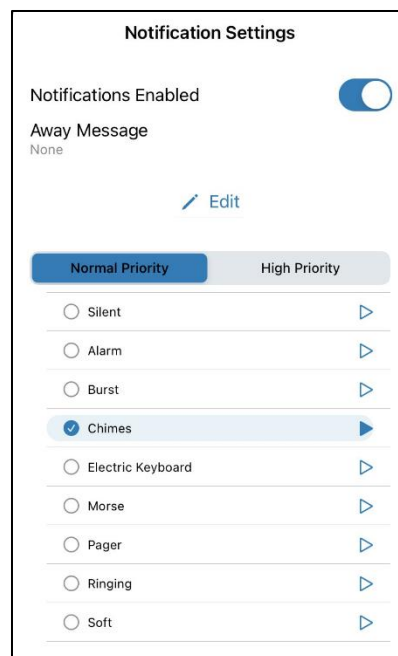 Notification Settings
Notifications Enabled
Away Message
None
Edit
Normal Priority High Priority
Silent
Alarm
Burst
Chimes
Electric Keyboard
Morse
Pager
Ringing
Soft